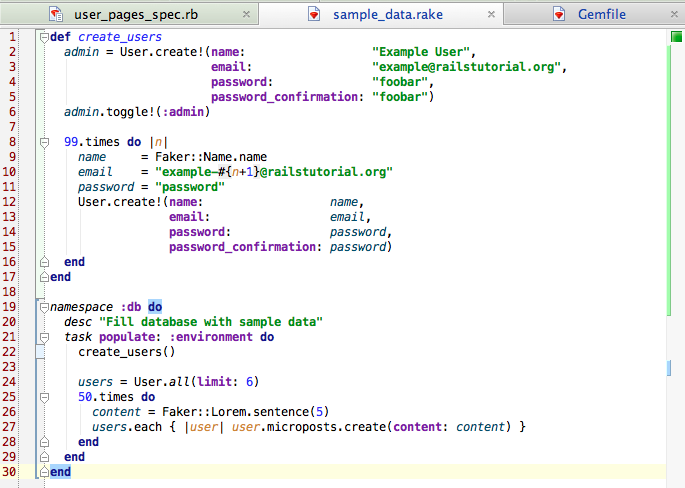 user_pages_spec.rb sample_data.rake Gemfile
1 def create_users
2   admin = User.create!(name:                  "Example User",
3                        email:                 "example@railstutorial.org",
4                        password:              "foobar",
5                        password_confirmation: "foobar")
6   admin.toggle!(:admin)
7
8   99.times do |n|
9     name     = Faker::Name.name
10     email    = "example-#{n+1}@railstutorial.org"
11     password = "password"
12     User.create!(name:                  name,
13                  email:                 email,
14                  password:              password,
15                  password_confirmation: password)
16   end
17 end
18
19 namespace :db do
20   desc "Fill database with sample data"
21   task populate: :environment do
22     create_users()
23
24     users = User.all(limit: 6)
25     50.times do
26       content = Faker::Lorem.sentence(5)
27       users.each { |user| user.microposts.create(content: content) }
28     end
29   end
30 end